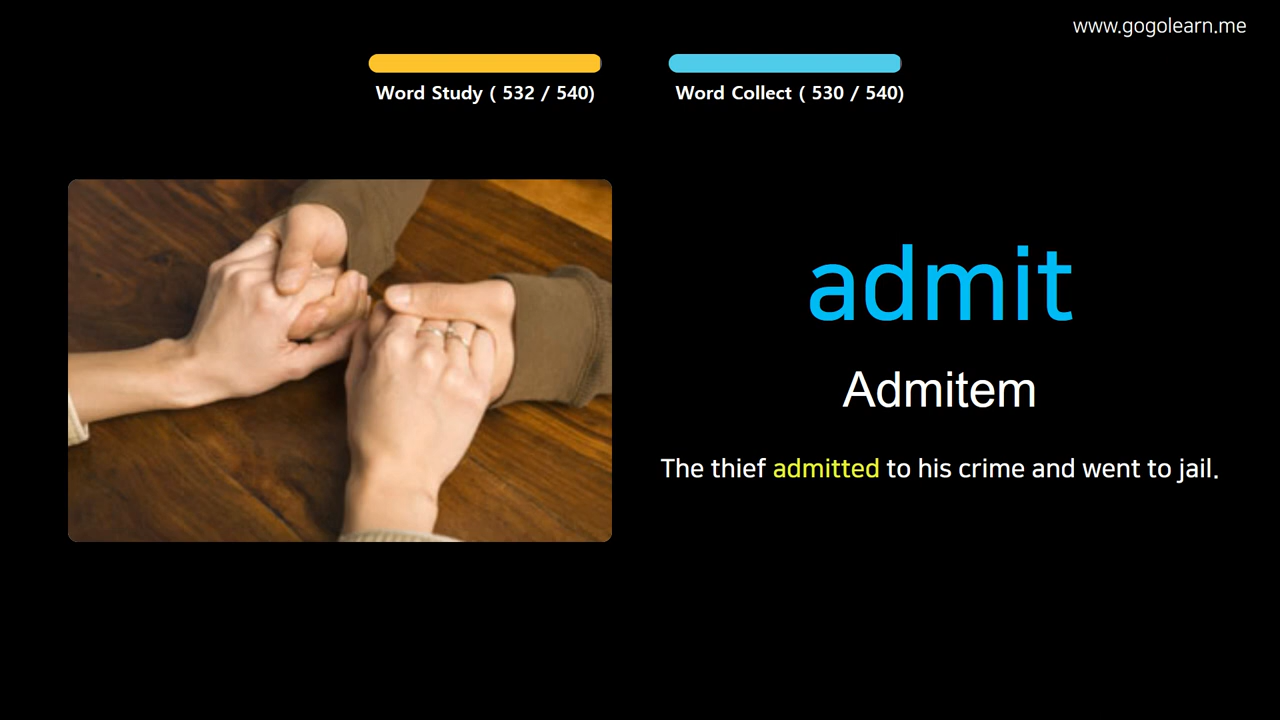 www.gogolearn.me
Word Study ( 532 / 540)
Word Collect ( 530 / 540)
admit
Admitem
The thief admitted to his crime and went to jail.